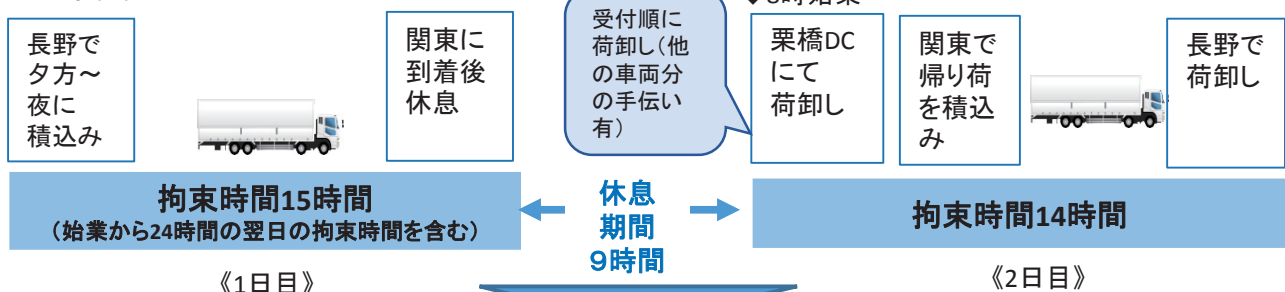 長野で
夕方～
夜に
積込み
関東に
到着後
休息
受付順に
荷卸し(他
の車両分
の手伝い
有)
栗橋DC
にて
荷卸し
関東で
帰り荷
を積込
み
長野で
荷卸し
拘束時間15時間
(始業から24時間の翌日の拘束時間を含む)
休息
期間
9時間
拘束時間14時間
《1日目》
《2日目》